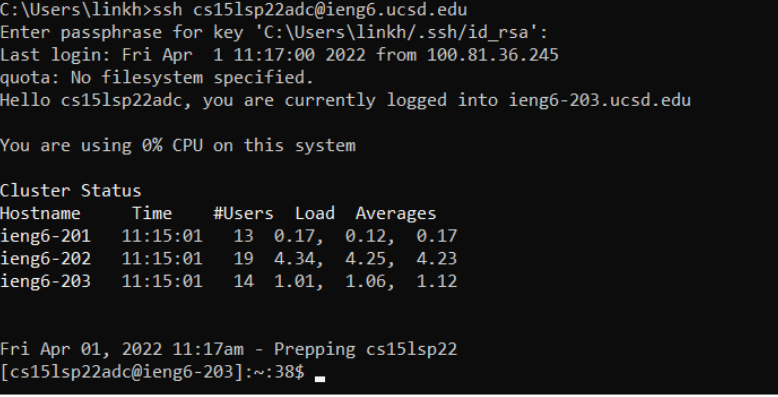 C:\Users\linkh>ssh cs15lsp22adc@ieng6.ucsd.edu
Enter passphrase for key 'C:\Users\linkh/.ssh/id_rsa':
Last login: Fri Apr  1 11:17:00 2022 from 100.81.36.245
quota: No filesystem specified.
Hello cs15lsp22adc, you are currently logged into ieng6-203.ucsd.edu
You are using 0% CPU on this system
Cluster Status
Hostname     Time    #Users  Load  Averages
ieng6-201   11:15:01   13  0.17,  0.12,  0.17
ieng6-202   11:15:01   19  4.34,  4.25,  4.23
ieng6-203   11:15:01   14  1.01,  1.06,  1.12
Fri Apr 01, 2022 11:17am - Prepping cs15lsp22
[cs15lsp22adc@ieng6-203]:~:38$